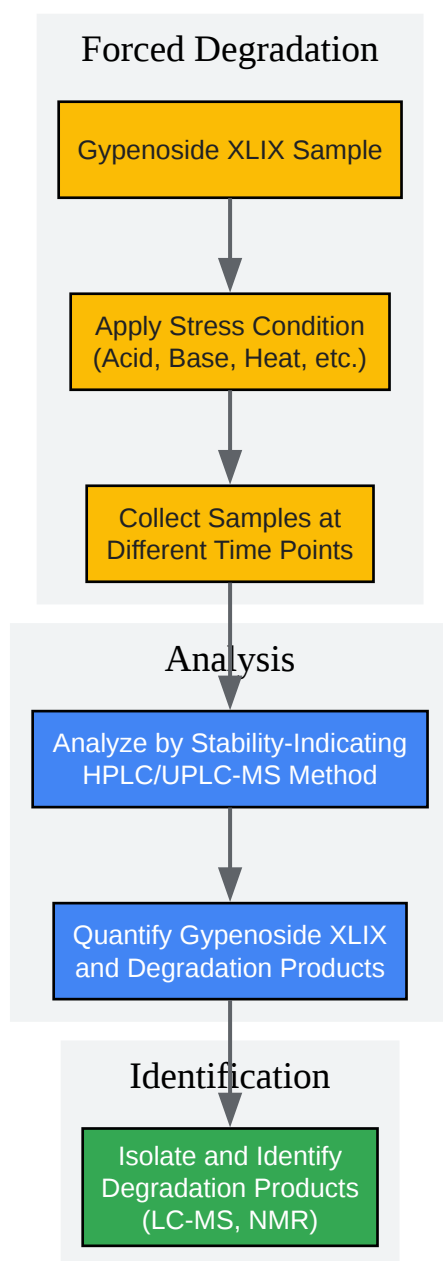 Forced Degradation
Gypenoside XLIX Sample
Apply Stress Condition
(Acid, Base, Heat, etc.)
Collect Samples at
Different Time Points
Analysis
Analyze by Stability-Indicating
HPLC/UPLC-MS Method
Quantify Gypenoside XLIX
and Degradation Products
Identification
Isolate and Identify
Degradation Products
(LC-MS, NMR)